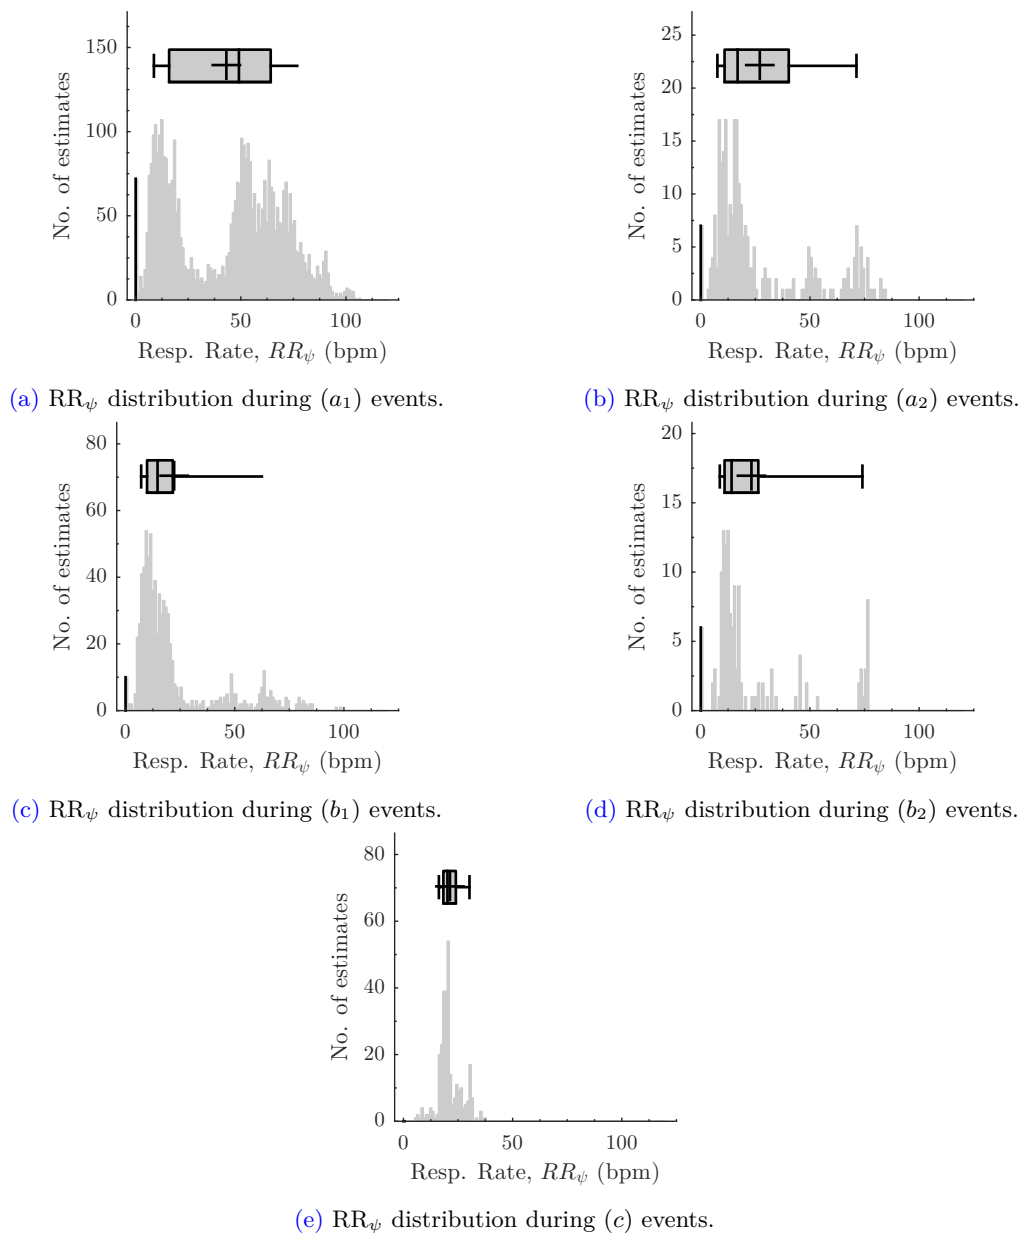 150
100
50
0
No. of estimates
0 50 100
Resp. Rate, RRψ (bpm)
(a) RRψ distribution during (a1) events.
25
20
15
10
5
0
No. of estimates
0 50 100
Resp. Rate, RRψ (bpm)
(b) RRψ distribution during (a2) events.
80
60
40
20
0
No. of estimates
0 50 100
Resp. Rate, RRψ (bpm)
(c) RRψ distribution during (b1) events.
20
15
10
5
0
No. of estimates
0 50 100
Resp. Rate, RRψ (bpm)
(d) RRψ distribution during (b2) events.
80
60
40
20
0
No. of estimates
0 50 100
Resp. Rate, RRψ (bpm)
(e) RRψ distribution during (c) events.